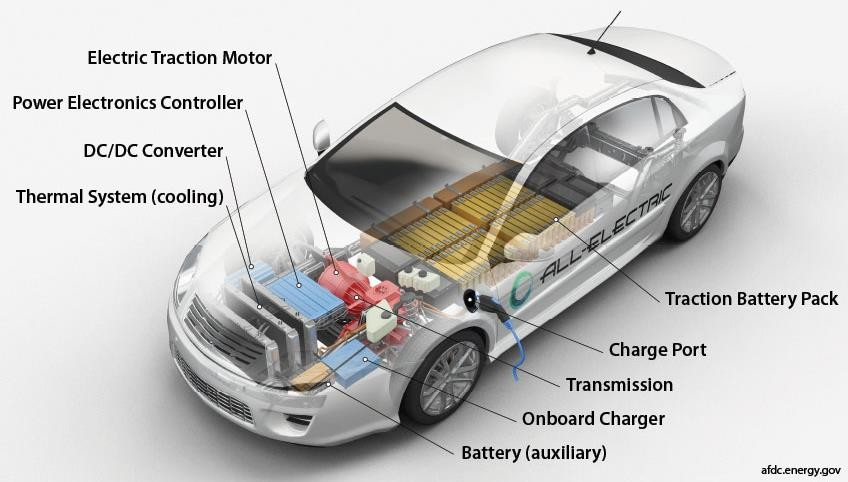 Electric Traction Motor
Power Electronics Controller
DC/DC Converter
Thermal System (cooling)
ALL-ELECTRIC
Traction Battery Pack
Charge Port
Transmission
Onboard Charger
Battery (auxiliary)
afdc.energy.gov